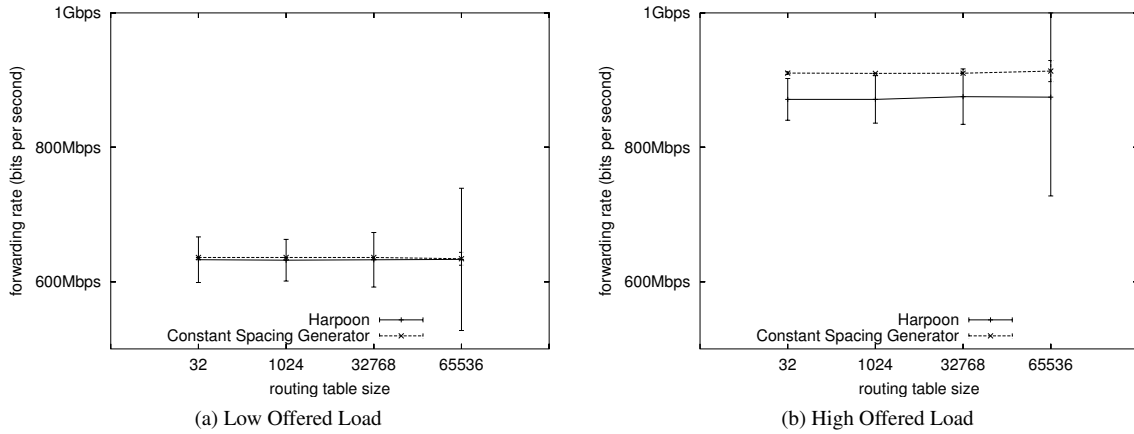 1Gbps
800Mbps
600Mbps
forwarding rate (bits per second)
Harpoon
Constant Spacing Generator
32 1024 32768 65536
routing table size
(a) Low Offered Load
1Gbps
800Mbps
600Mbps
forwarding rate (bits per second)
Harpoon
Constant Spacing Generator
32 1024 32768 65536
routing table size
(b) High Offered Load